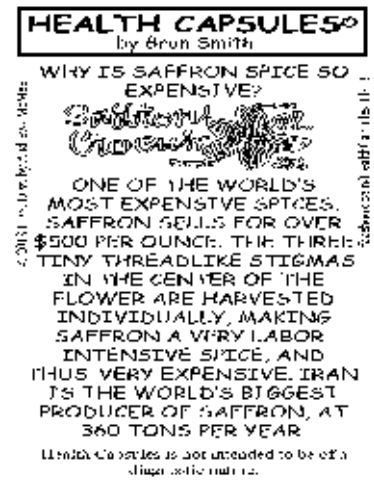 HEALTH CAPSULES®
by Bron Smith
WHY IS SAFFRON SPICE SO
EXPENSIVE?
ONE OF THE WORLD'S
MOST EXPENSIVE SPICES,
SAFFRON SELLS FOR OVER
$500 PER OUNCE. THE THREE
TINY THREADLIKE STIGMAS
IN THE CENTER OF THE
FLOWER ARE HARVESTED
INDIVIDUALLY, MAKING
SAFFRON A VERY LABOR
INTENSIVE SPICE, AND
THUS VERY EXPENSIVE. IRAN
IS THE WORLD'S BIGGEST
PRODUCER OF SAFFRON, AT
360 TONS PER YEAR
Health Capsules is not intended to be of a
diagnostic nature.